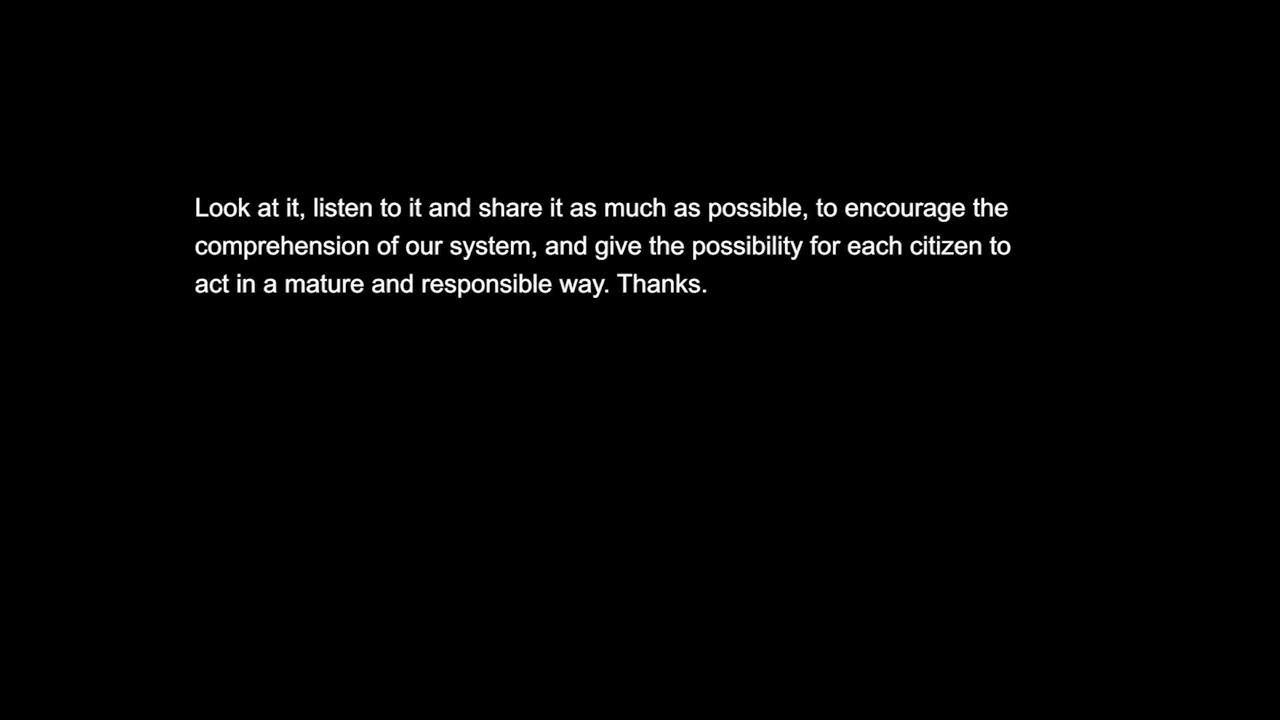 Look at it, listen to it and share it as much as possible, to encourage the
comprehension of our system, and give the possibility for each citizen to
act in a mature and responsible way. Thanks.